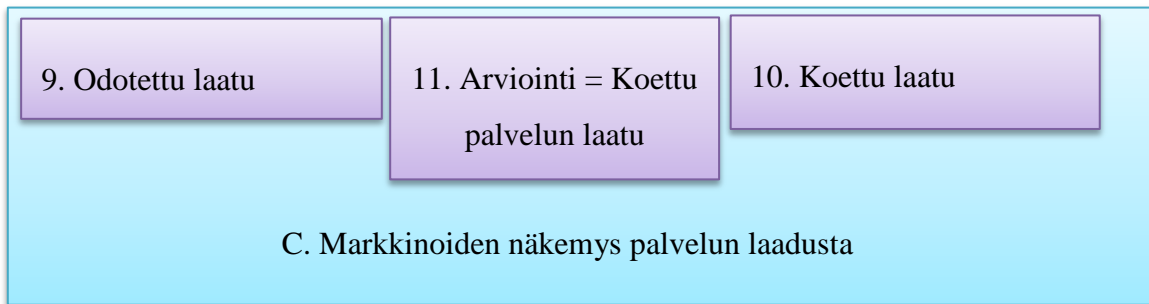 9. Odotettu laatu
11. Arviointi = Koettu
palvelun laatu
10. Koettu laatu
C. Markkinoiden näkemys palvelun laadusta